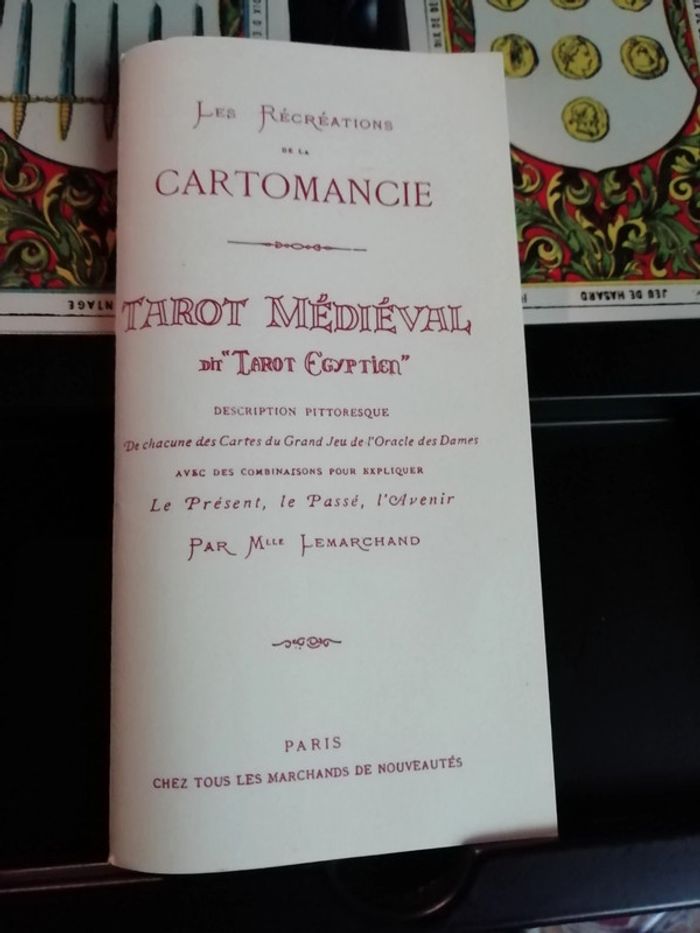 LES RÉCRÉATIONS
DE LA
CARTOMANCIE
TAROT MÉDIÉVAL
DIT "TAROT EGYPTIEN"
DESCRIPTION PITTORESQUE
De chacune des Cartes du Grand Jeu de l'Oracle des Dames
AVEC DES COMBINAISONS POUR EXPLIQUER
Le Présent, le Passé, l'Avenir
PAR MLLE LEMARCHAND
PARIS
CHEZ TOUS LES MARCHANDS DE NOUVEAUTÉS
JEU DE HASARD